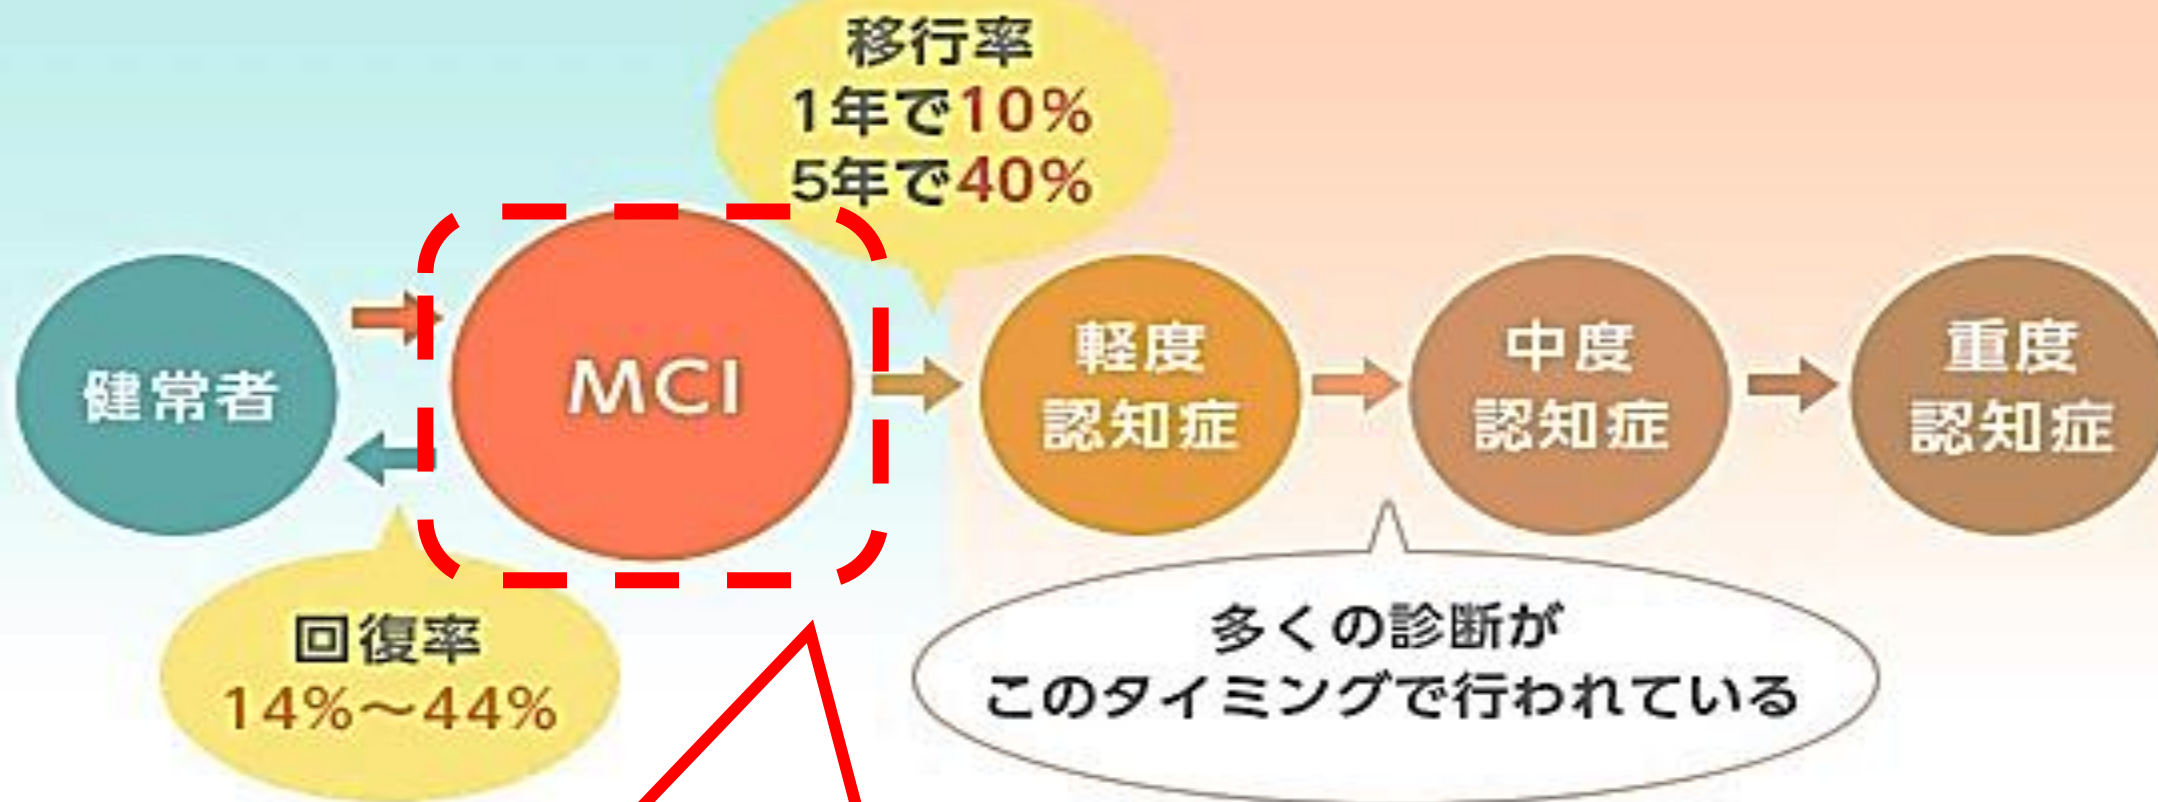 移行率
1年で10%
5年で40%
健常者
MCI
軽度
認知症
中度
認知症
重度
認知症
回復率
14%～44%
多くの診断が
このタイミングで行われている